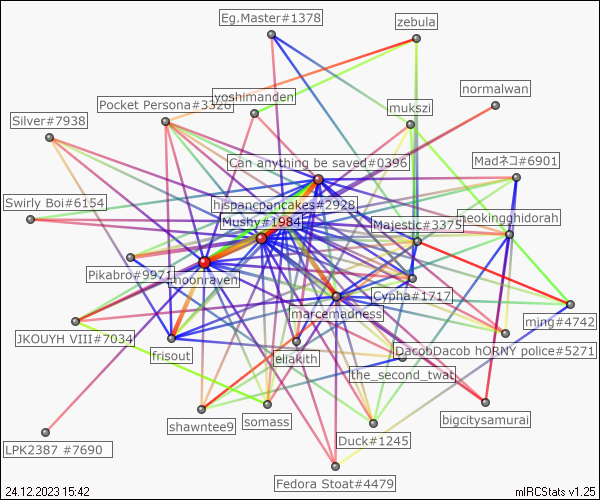 Eg.Master#1378
zebula
normalwan
yoshimanden
Pocket Persona#3326
mukszi
Silver#7938
Can anything be saved#0396
Madネコ#6901
Swirly Boi#6154
hispancpancakes#2928
neokingghidorah
Mushy#1984
Majestic#3375
Pikabro#9971
moonraven
Cypha#1717
marcemadness
ming#4742
JKOUYH VIII#7034
frisout
eliakith
DacobDacob hORNY police#5271
the_second_twat
shawntee9
somass
bigcitysamurai
Duck#1245
LPK2387 #7690
Fedora Stoat#4479
24.12.2023 15:42
mIRCStats v1.25